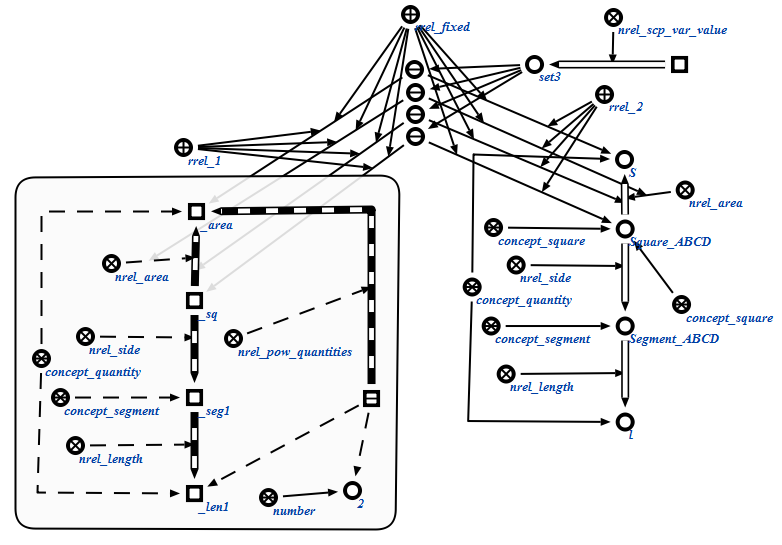 nrel_fixed
nrel_scp_var_value
set3
rrel_2
rrel_1
S
nrel_area
_area
concept_square
Square_ABCD
nrel_area
nrel_side
concept_quantity
_sq
concept_square
nrel_side
nrel_pow_quantities
concept_segment
Segment_ABCD
concept_quantity
nrel_length
concept_segment
_seg1
l
nrel_length
_len1
number
2